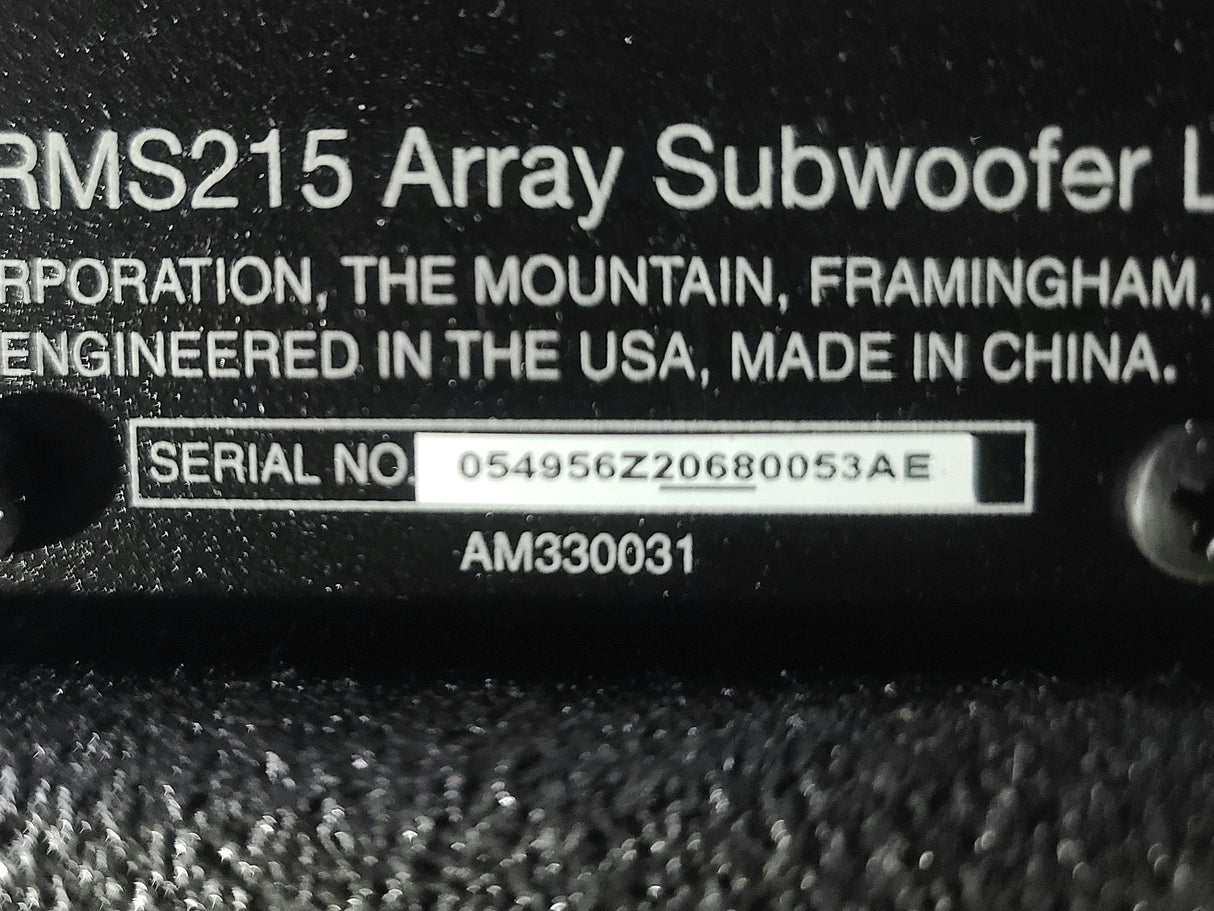 RMS215 Array Subwoofer L
RPORATION, THE MOUNTAIN, FRAMINGHAM,
ENGINEERED IN THE USA, MADE IN CHINA.
SERIAL NO. 054956Z20680053AE
AM330031